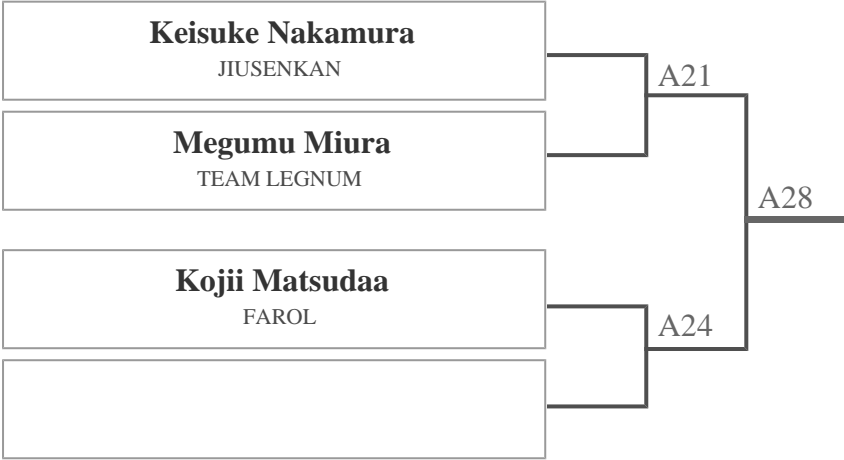 Keisuke Nakamura
JIUSENKAN
A21
Megumu Miura
TEAM LEGNUM
A28
Kojii Matsudaa
FAROL
A24